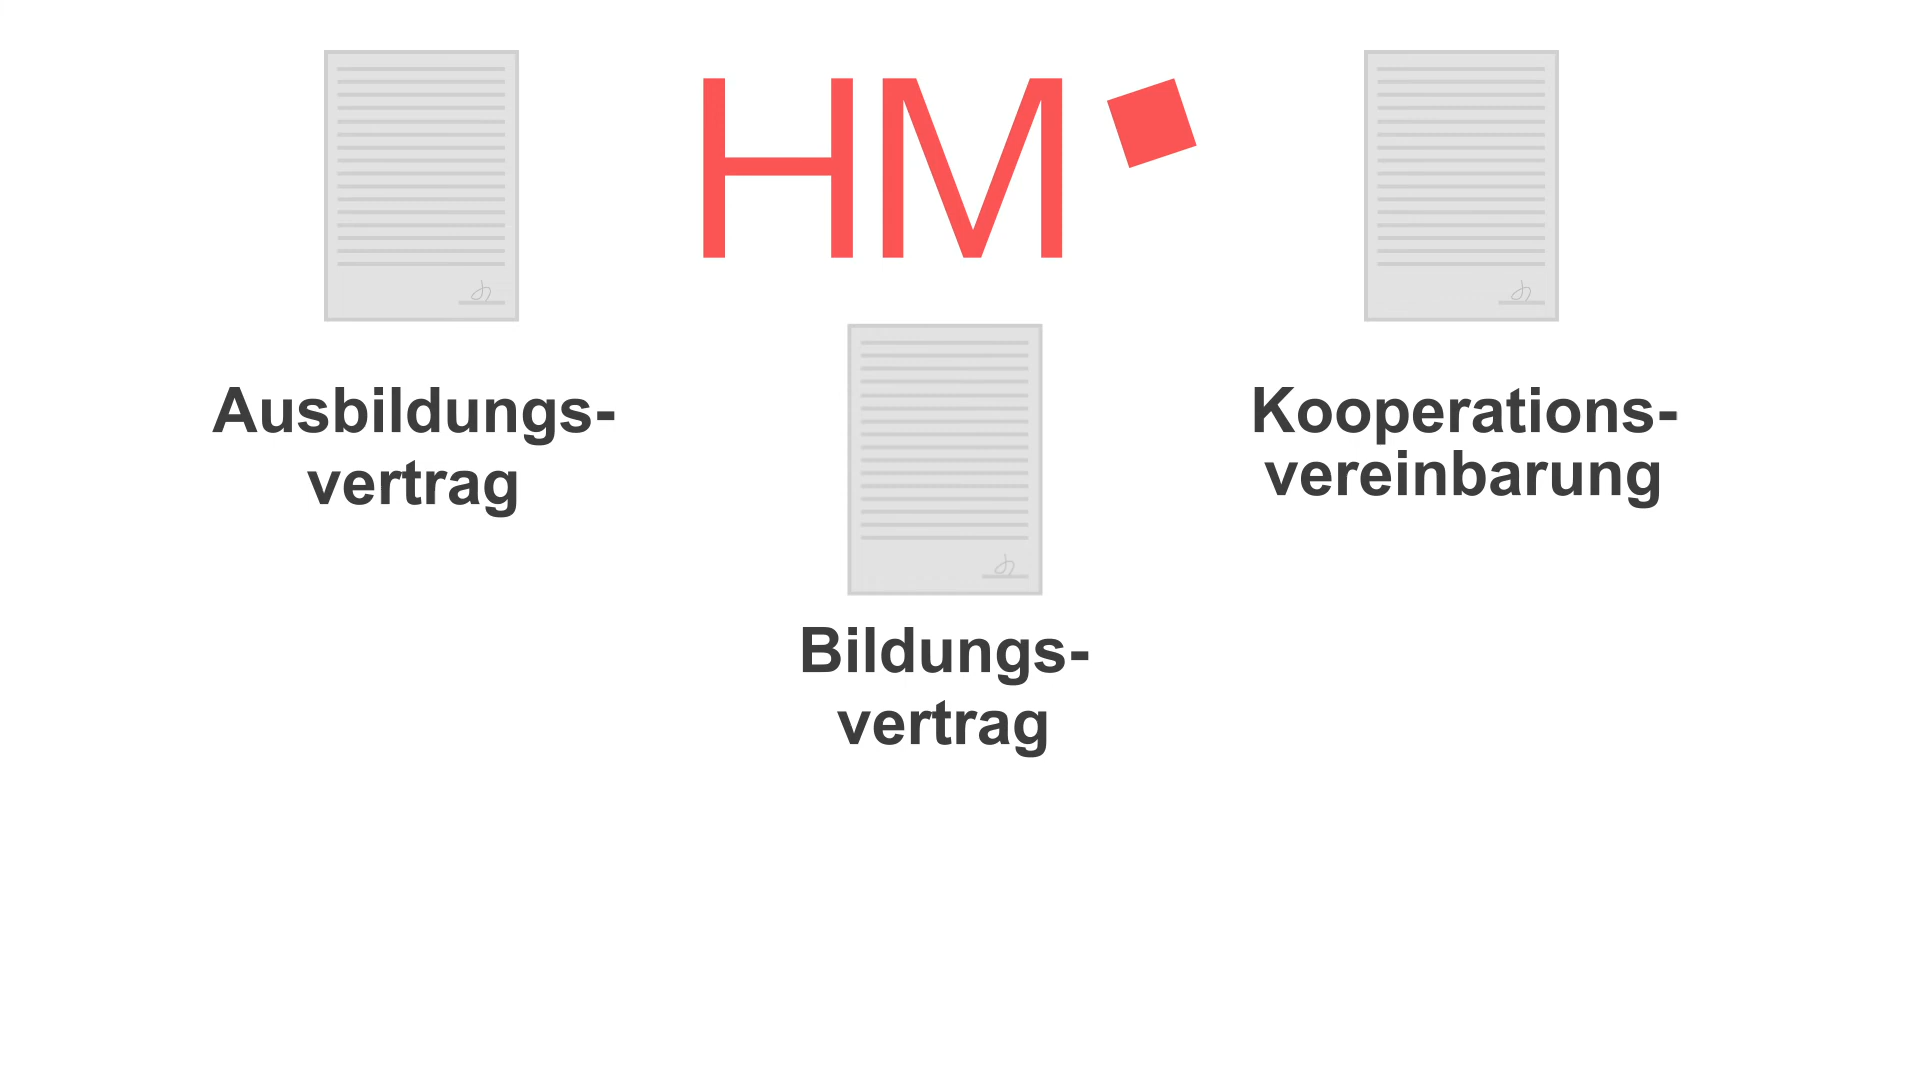 HM
Ausbildungs-
vertrag
Bildungs-
vertrag
Kooperations-
vereinbarung